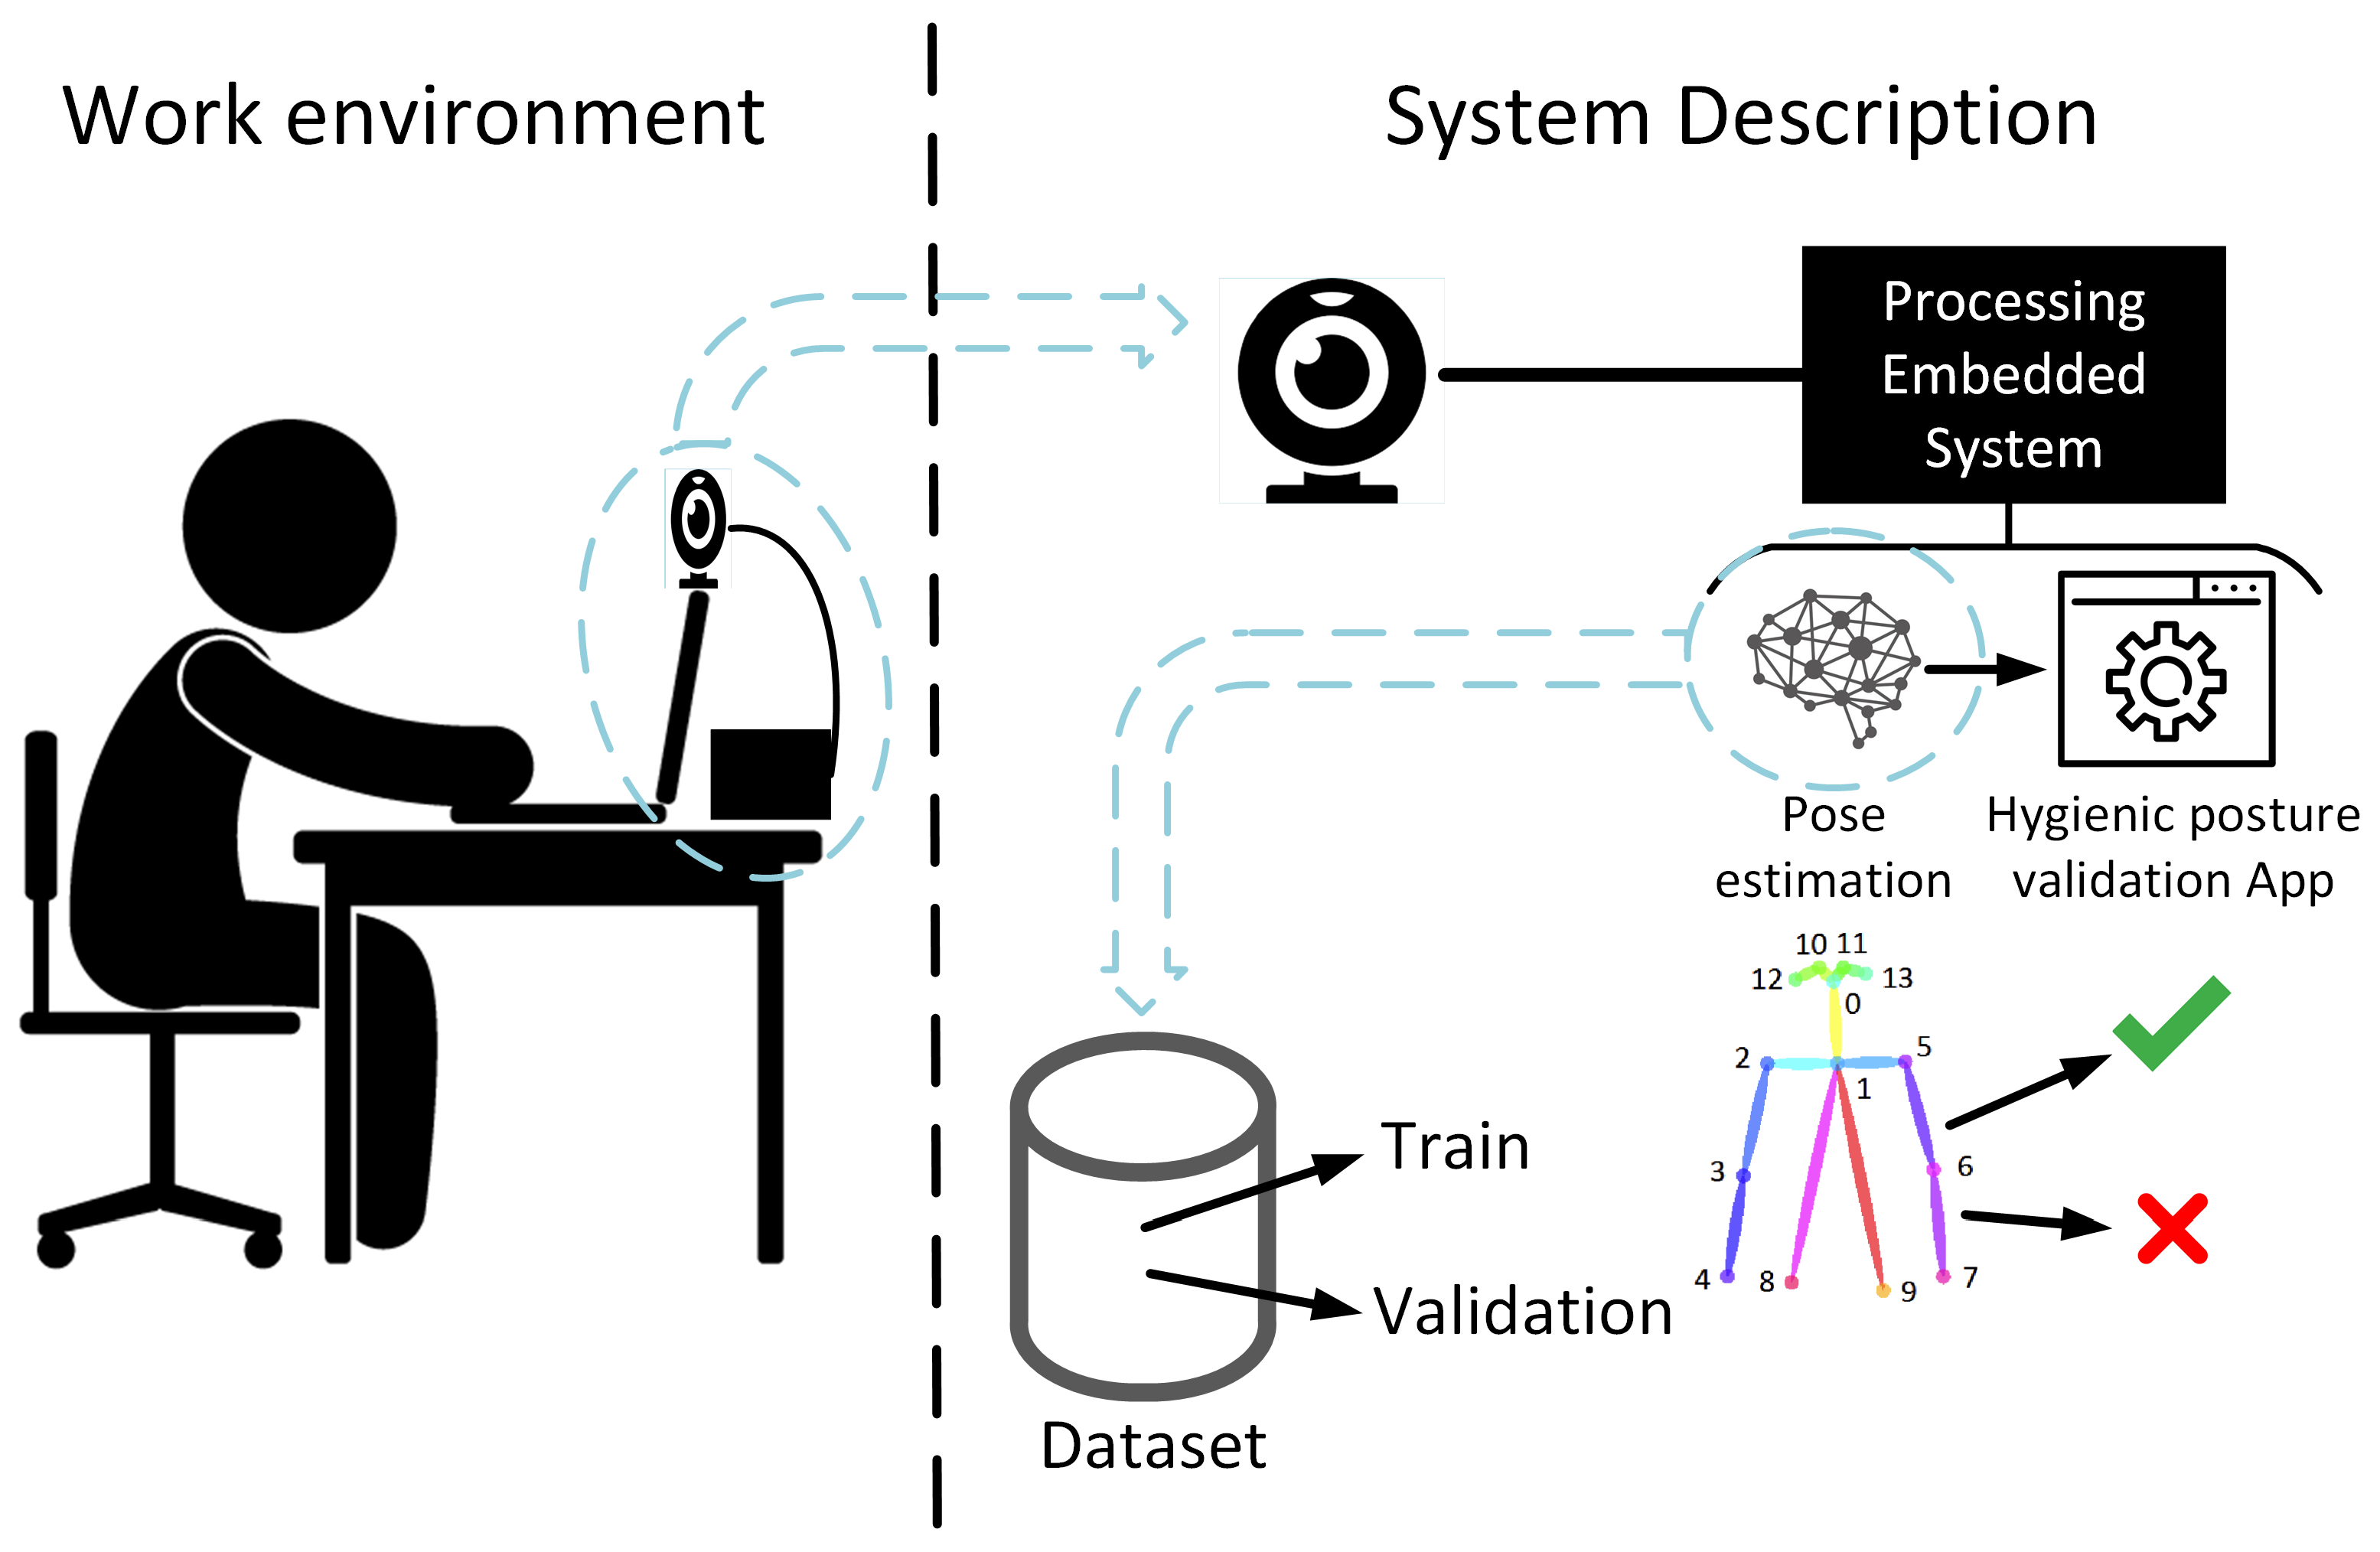 Work environment
System Description
Processing
Embedded
System
Pose
estimation
Hygienic posture
validation App
10 11
12 13
0
2 5
1
3 6
4 8 9 7
Train
Validation
Dataset